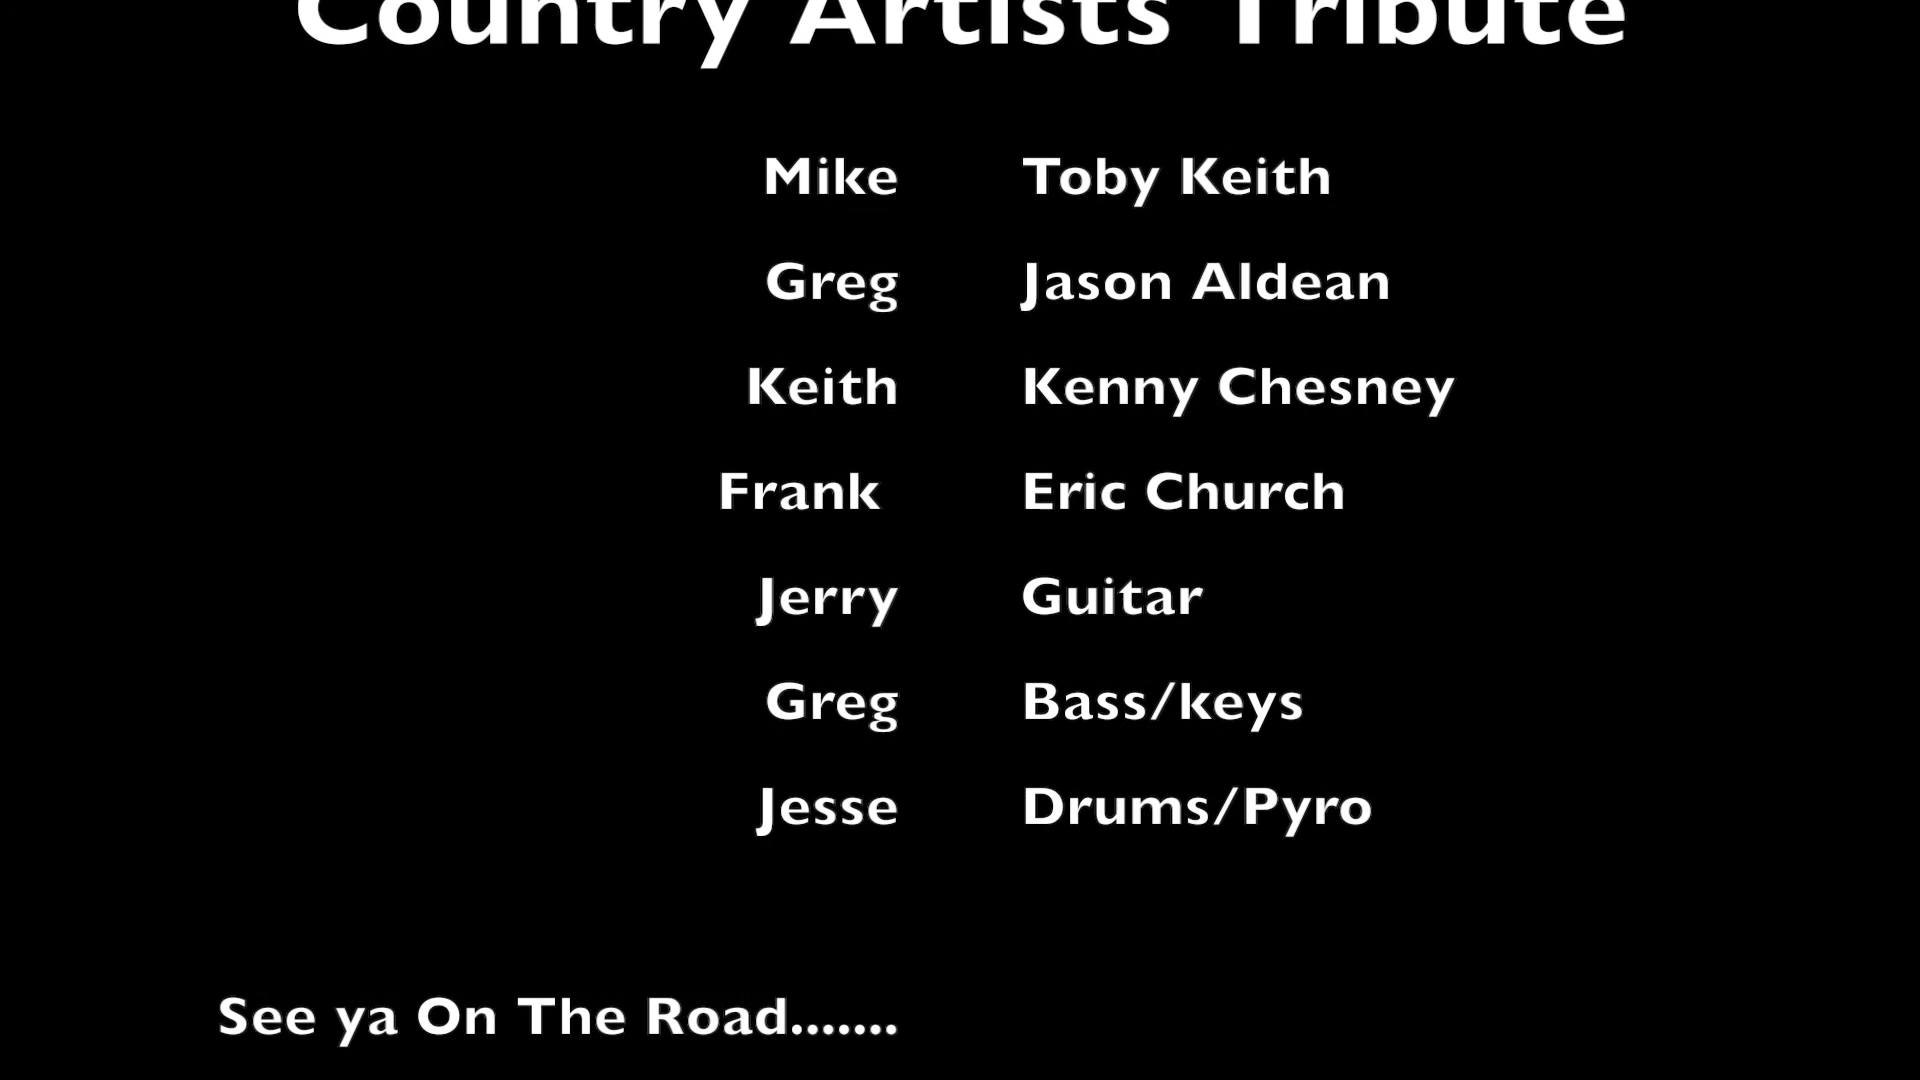 Country Artists Tribute
Mike Toby Keith
Greg Jason Aldean
Keith Kenny Chesney
Frank Eric Church
Jerry Guitar
Greg Bass/keys
Jesse Drums/Pyro
See ya On The Road.......